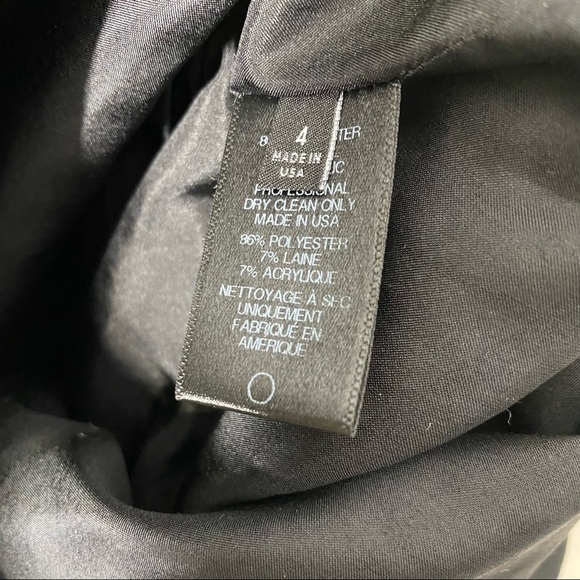 4
MADE IN
USA
PROFESSIONAL
DRY CLEAN ONLY
MADE IN USA
86% POLYESTER
7% LAINE
7% ACRYLIQUE
NETTOYAGE À SEC
UNIQUEMENT
FABRIQUÉ EN
AMÉRIQUE